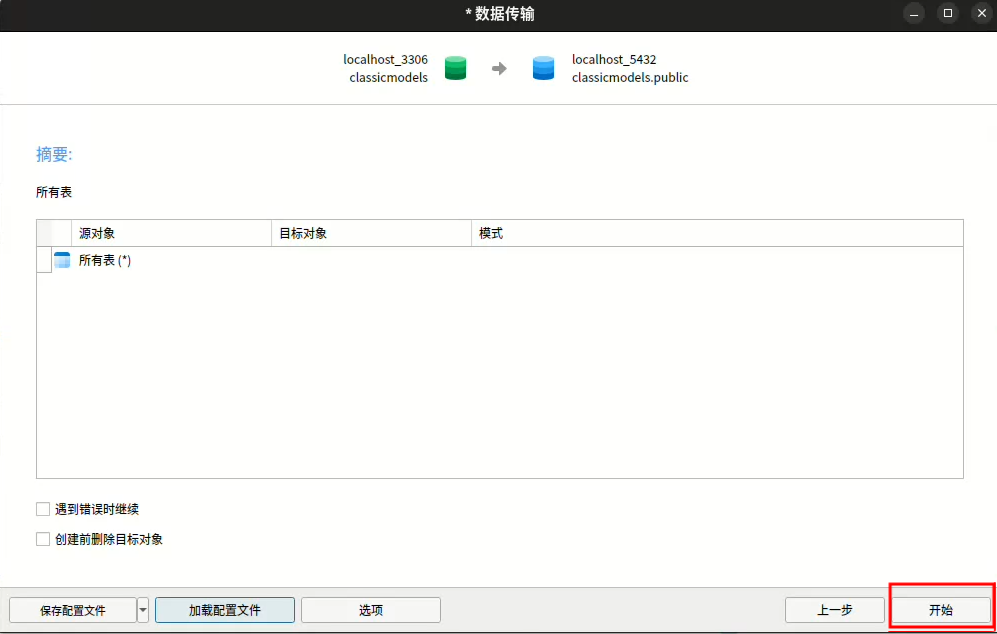 * 数据传输
localhost_3306
classicmodels
localhost_5432
classicmodels.public
摘要:
所有表
源对象 目标对象 模式
所有表 (*)
遇到错误时继续
创建前删除目标对象
保存配置文件 加载配置文件 选项 上一步 开始